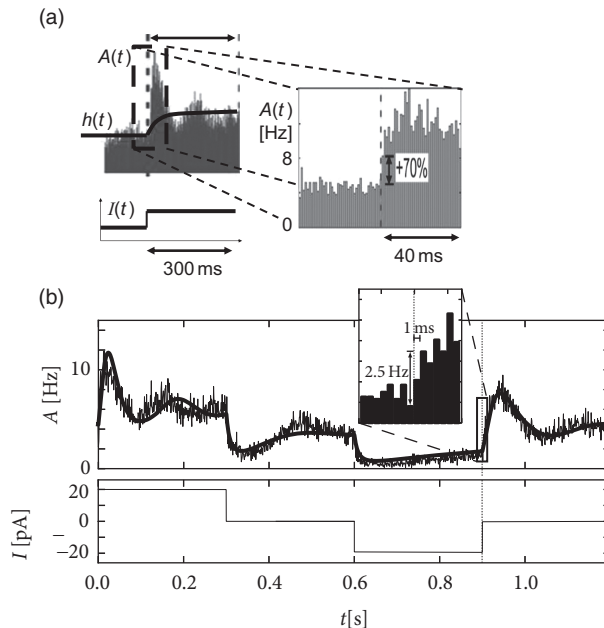 (a)
A(t)
h(t)
I(t)
300 ms
A(t)
[Hz]
8
0
+70%
40 ms
(b)
1 ms
2.5 Hz
A [Hz]
10
0
I [pA]
20
0
−20
0.0 0.2 0.4 0.6 0.8 1.0
t[s]